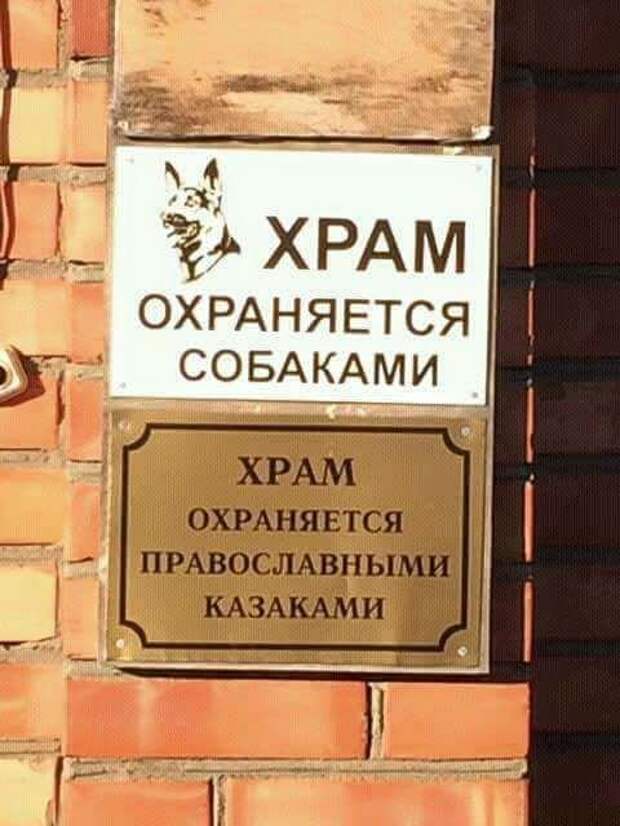 ХРАМ
ОХРАНЯЕТСЯ
СОБАКАМИ
ХРАМ
ОХРАНЯЕТСЯ
ПРАВОСЛАВНЫМИ
КАЗАКАМИ